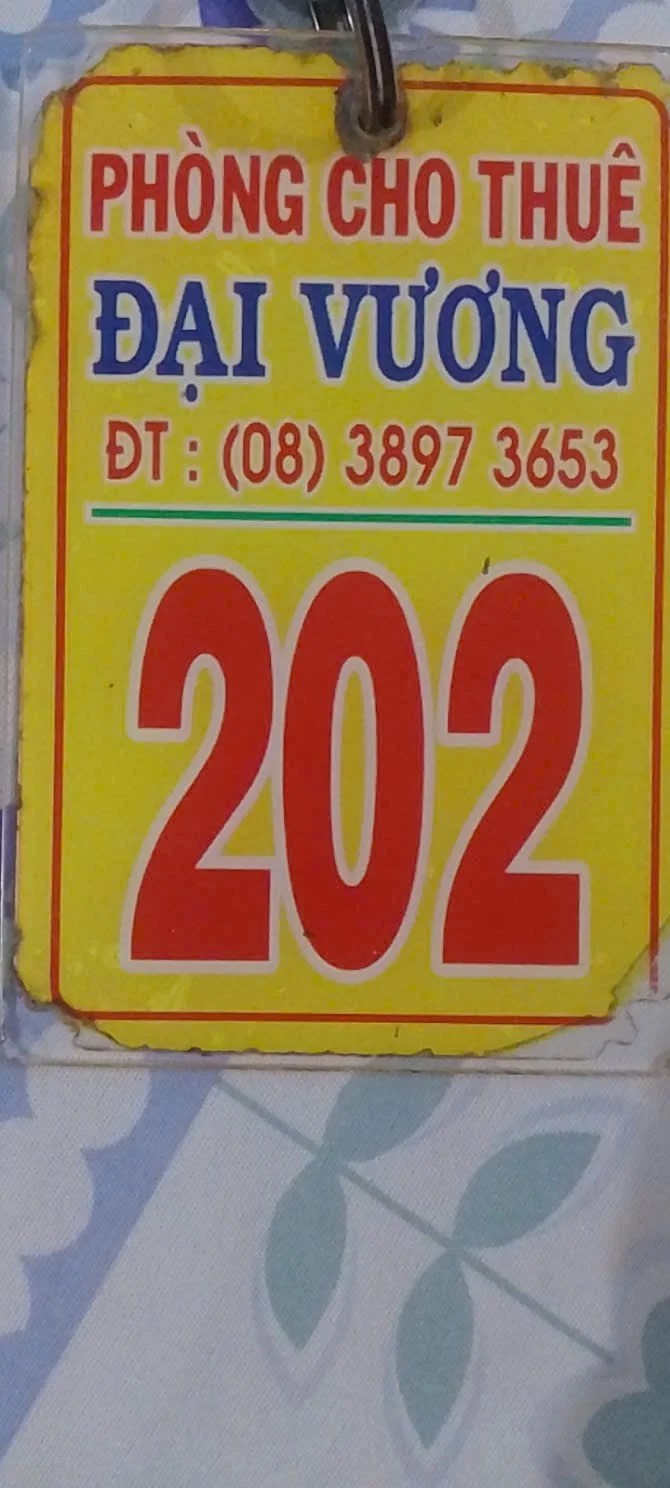 PHÒNG CHO THUÊ
ĐẠI VƯƠNG
ĐT : (08) 3897 3653
202